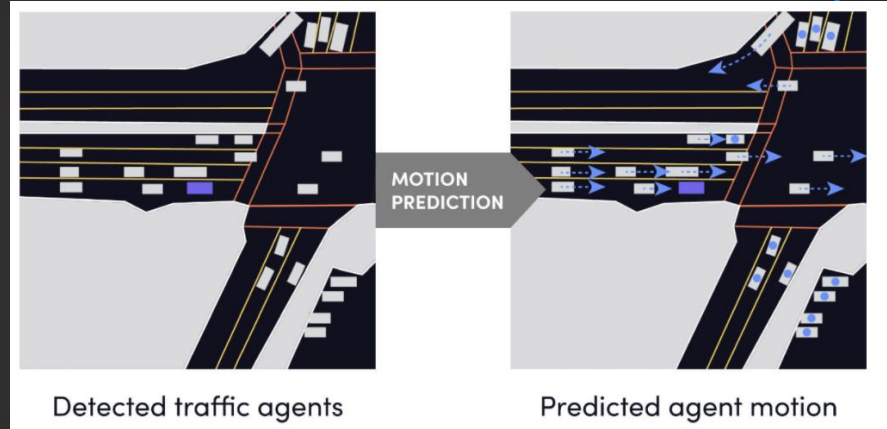 MOTION
PREDICTION
Detected traffic agents
Predicted agent motion